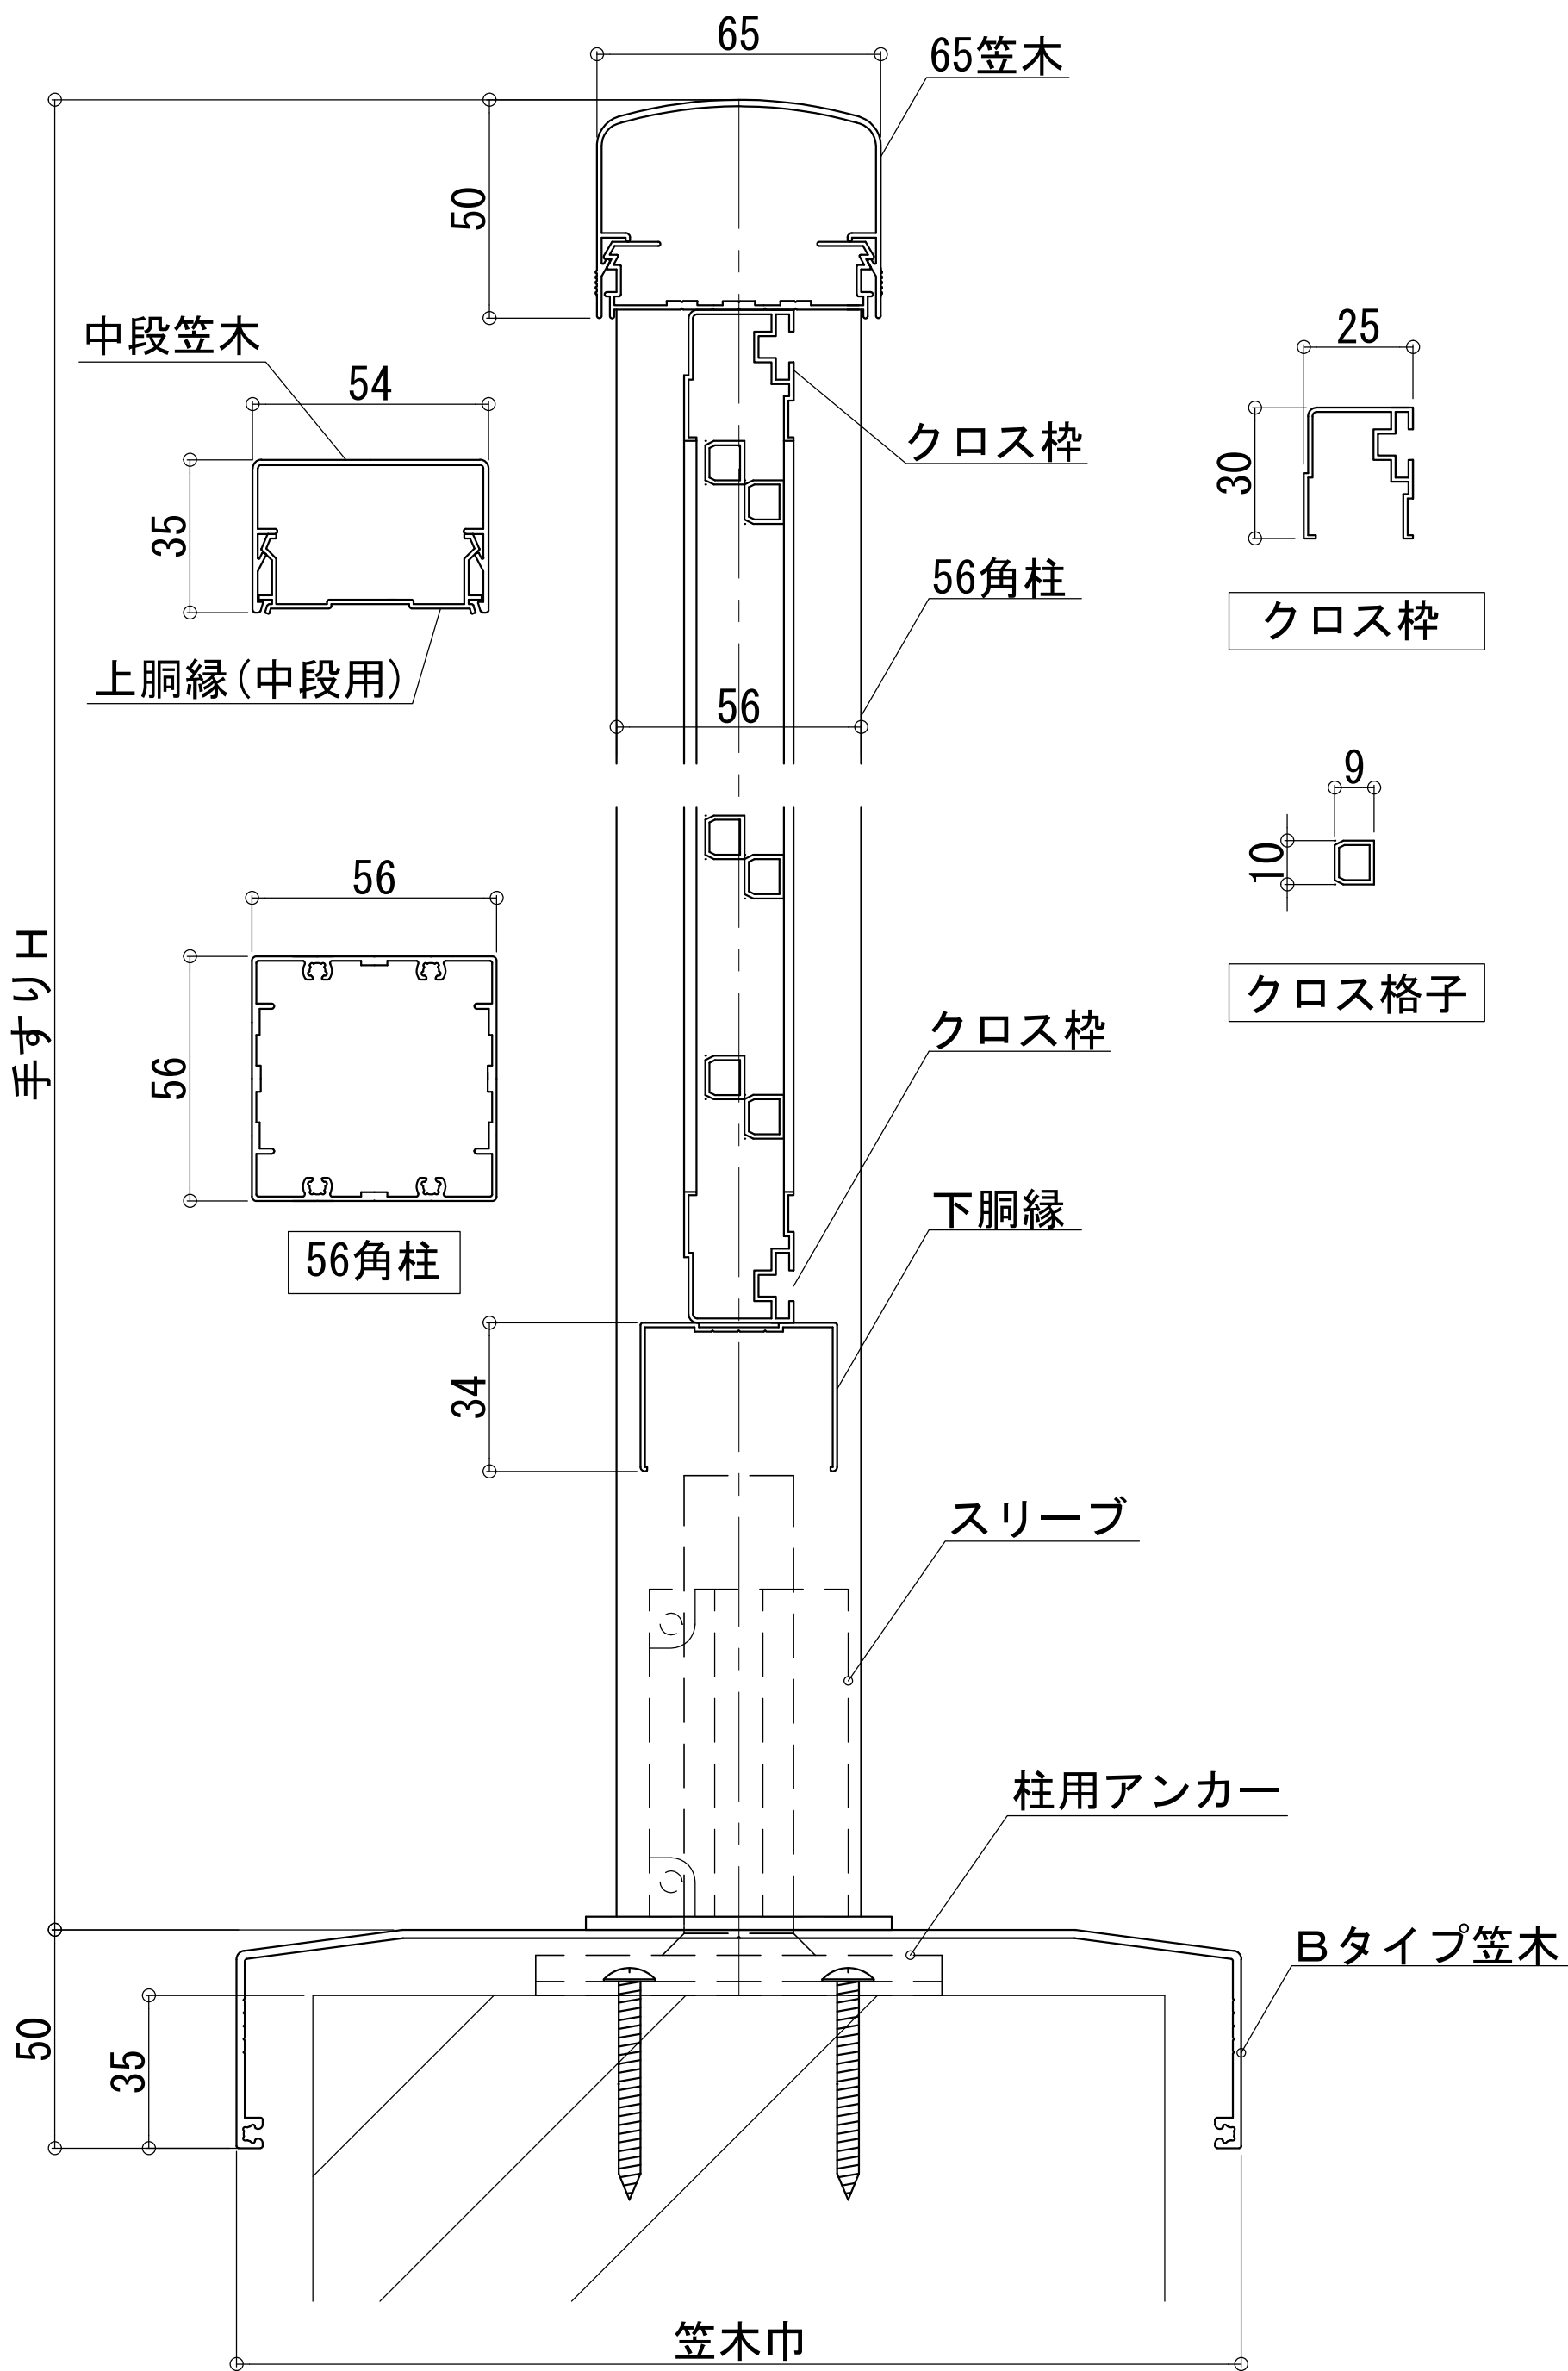 65
65笠木
50
中段笠木
54
35
上胴縁(中段用)
25
30
クロス枠
クロス枠
56角柱
56
9
10
クロス格子
56
56
56角柱
手すりH
クロス枠
下胴縁
34
スリーブ
柱用アンカー
Bタイプ笠木
50
35
笠木巾